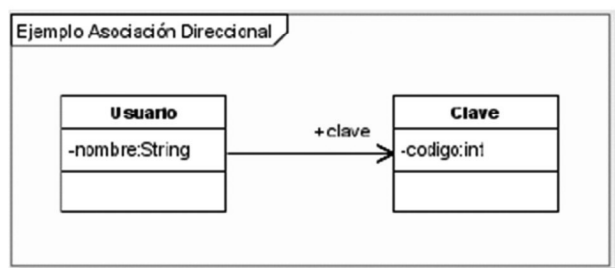 Ejemplo Asociación Direccional
Usuario
-nombre:String
+clave
Clave
-codigo:int